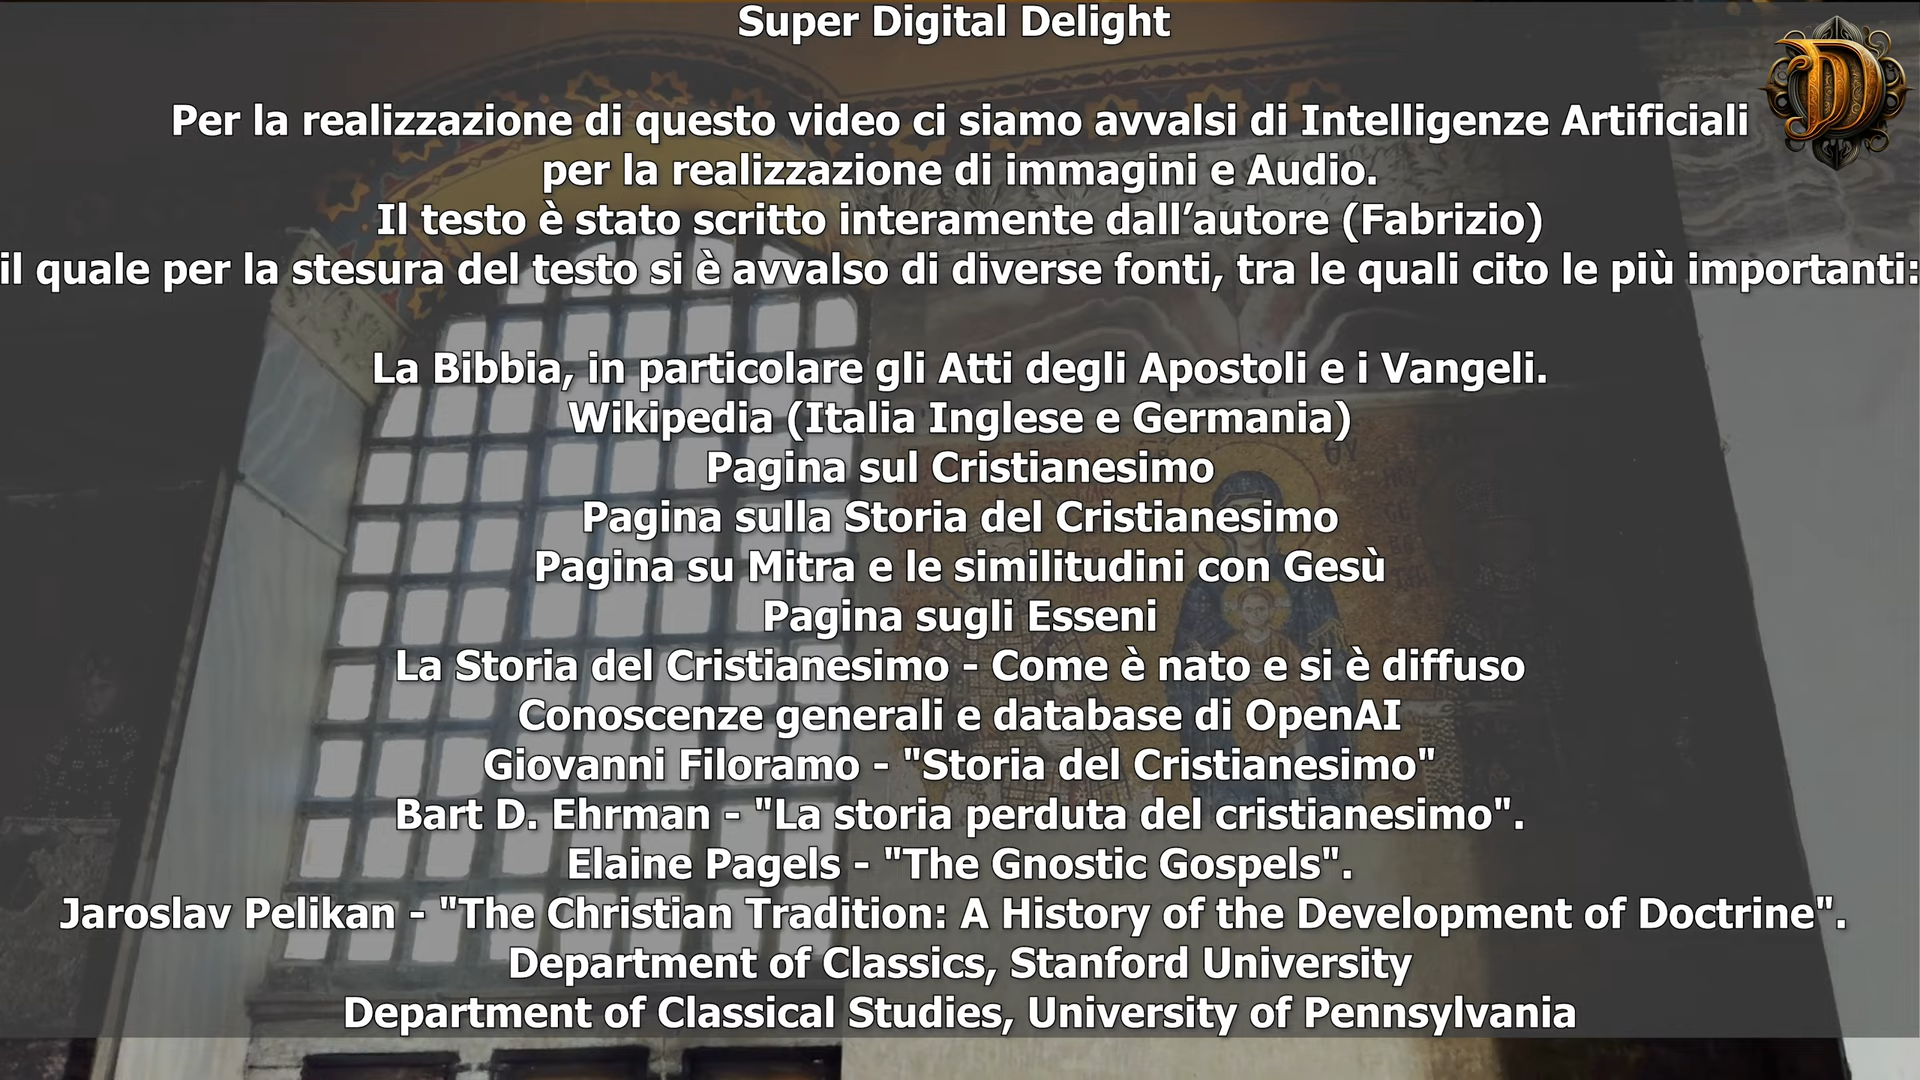 Super Digital Delight
Per la realizzazione di questo video ci siamo avvalsi di Intelligenze Artificiali
per la realizzazione di immagini e Audio.
Il testo è stato scritto interamente dall’autore (Fabrizio)
il quale per la stesura del testo si è avvalso di diverse fonti, tra le quali cito le più importanti:
La Bibbia, in particolare gli Atti degli Apostoli e i Vangeli.
Wikipedia (Italia Inglese e Germania)
Pagina sul Cristianesimo
Pagina sulla Storia del Cristianesimo
Pagina su Mitra e le similitudini con Gesù
Pagina sugli Esseni
La Storia del Cristianesimo - Come è nato e si è diffuso
Conoscenze generali e database di OpenAI
Giovanni Filoramo - "Storia del Cristianesimo"
Bart D. Ehrman - "La storia perduta del cristianesimo".
Elaine Pagels - "The Gnostic Gospels".
Jaroslav Pelikan - "The Christian Tradition: A History of the Development of Doctrine".
Department of Classics, Stanford University
Department of Classical Studies, University of Pennsylvania